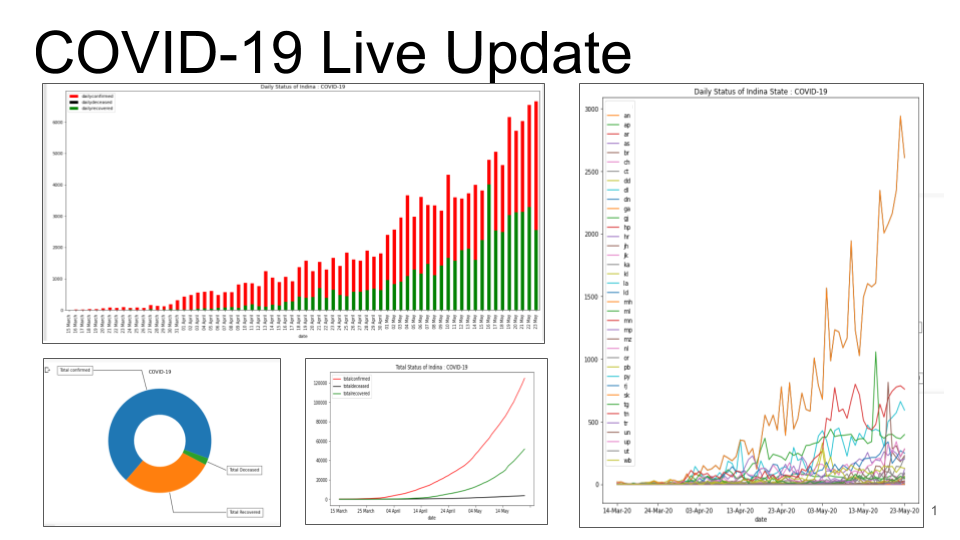 COVID-19 Live Update
Daily Status of Indina : COVID-19
dailyconfirmed
dailydeceased
dailyrecovered
6000
5000
4000
3000
2000
1000
0
date
Daily Status of Indina State : COVID-19
3000
2500
2000
1500
1000
500
0
an
ap
ar
as
br
ch
ct
dd
dl
dn
ga
gj
hp
hr
jh
jk
ka
kl
la
ld
mh
ml
mn
mp
mz
nl
or
pb
py
rj
sk
tg
tn
tr
un
up
ut
wb
14-Mar-20 24-Mar-20 03-Apr-20 13-Apr-20 23-Apr-20 03-May-20 13-May-20 23-May-20
date
COVID-19
Total confirmed
Total Deceased
Total Recovered
Total Status of Indina : COVID-19
totalconfirmed
totaldeceased
totalrecovered
120000
100000
80000
60000
40000
20000
0
15 March 25 March 04 April 14 April 24 April 04 May 14 May
date
1